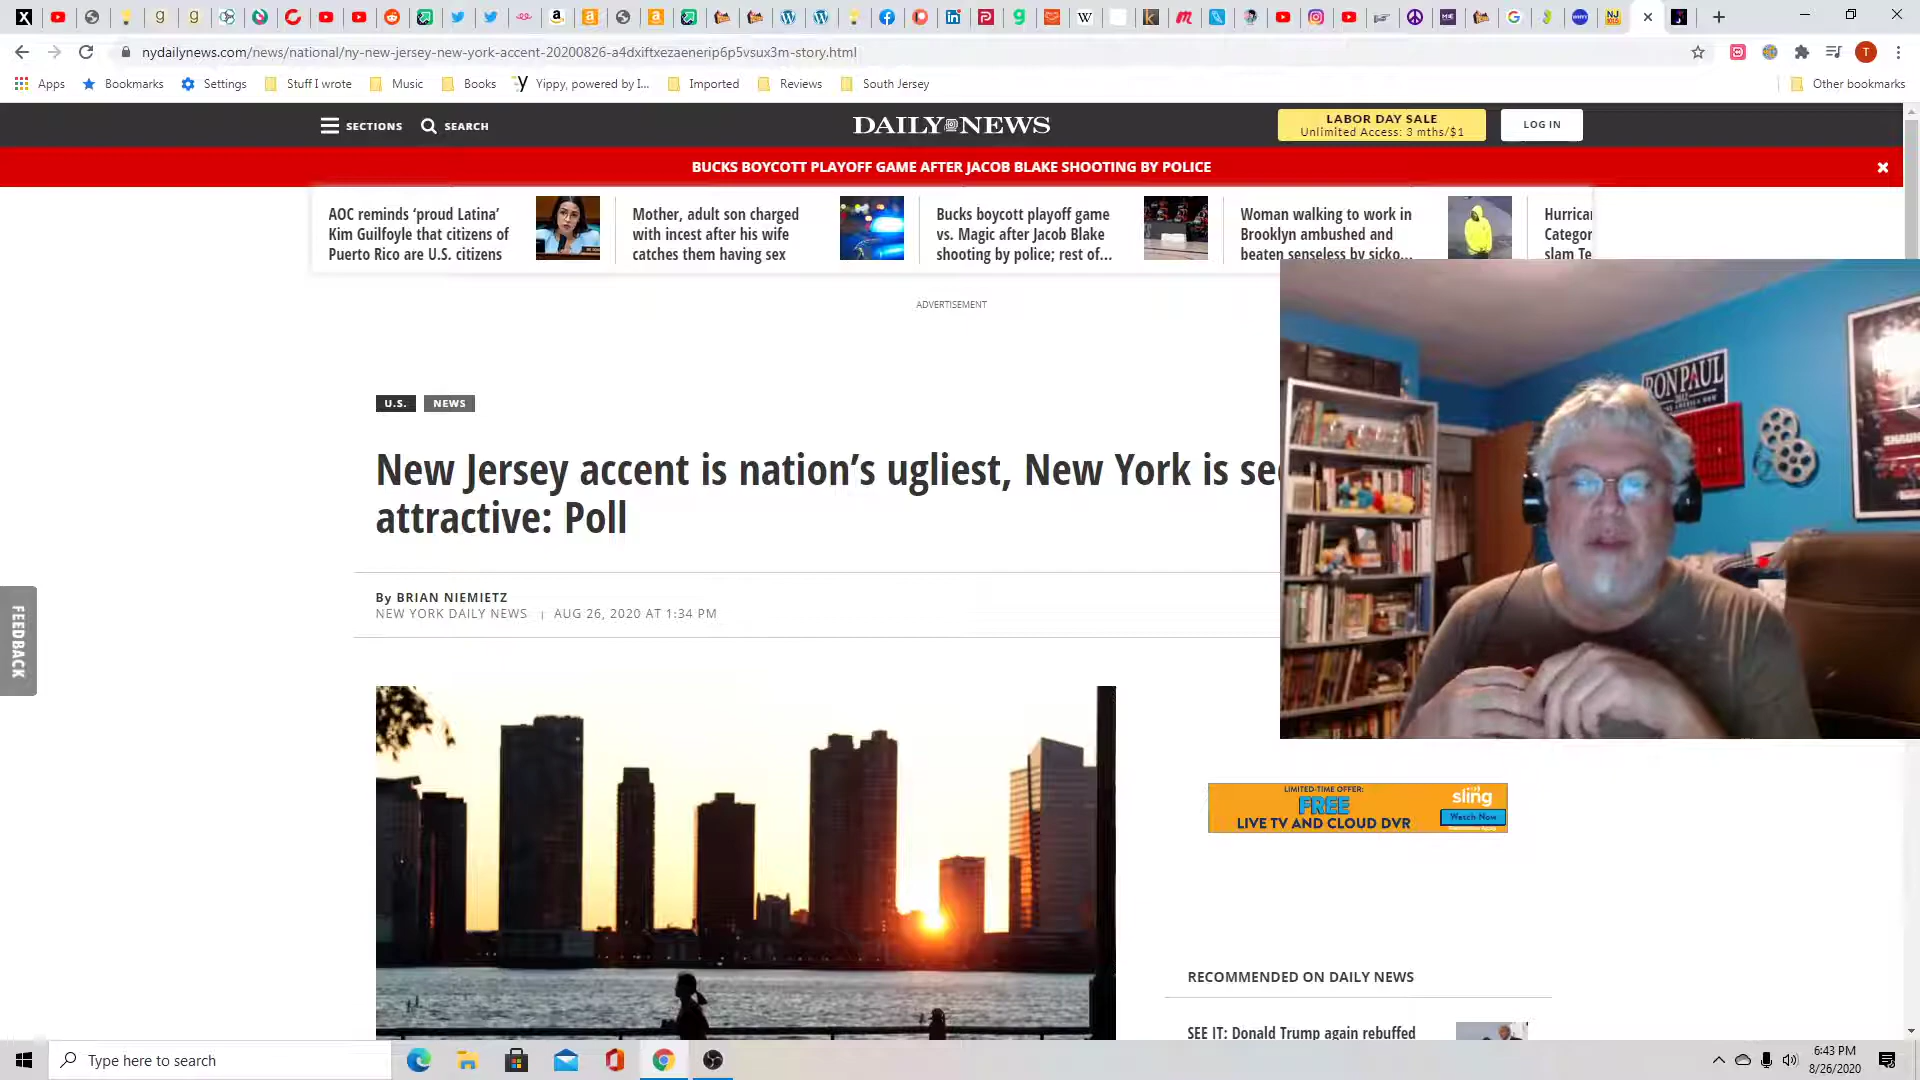 nydailynews.com/news/national/ny-new-jersey-new-york-accent-20200826-a4dxiftxezaenerip6p5vsux3m-story.html
Apps Bookmarks Settings Stuff I wrote Music Books Yippy, powered by I... Imported Reviews South Jersey Other bookmarks
SECTIONS SEARCH
DAILY NEWS
LABOR DAY SALE
Unlimited Access: 3 mths/$1
LOG IN
BUCKS BOYCOTT PLAYOFF GAME AFTER JACOB BLAKE SHOOTING BY POLICE
AOC reminds ‘proud Latina’
Kim Guilfoyle that citizens of
Puerto Rico are U.S. citizens
Mother, adult son charged
with incest after his wife
catches them having sex
Bucks boycott playoff game
vs. Magic after Jacob Blake
shooting by police; rest of...
Woman walking to work in
Brooklyn ambushed and
beaten senseless by sicko...
Hurrica
Categor
slam Te
ADVERTISEMENT
U.S. NEWS
New Jersey accent is nation’s ugliest, New York is se
attractive: Poll
By BRIAN NIEMIETZ
NEW YORK DAILY NEWS | AUG 26, 2020 AT 1:34 PM
FEEDBACK
RON PAUL
LIMITED-TIME OFFER:
FREE
LIVE TV AND CLOUD DVR
sling
Watch Now
RECOMMENDED ON DAILY NEWS
SEE IT: Donald Trump again rebuffed
Type here to search
6:43 PM
8/26/2020